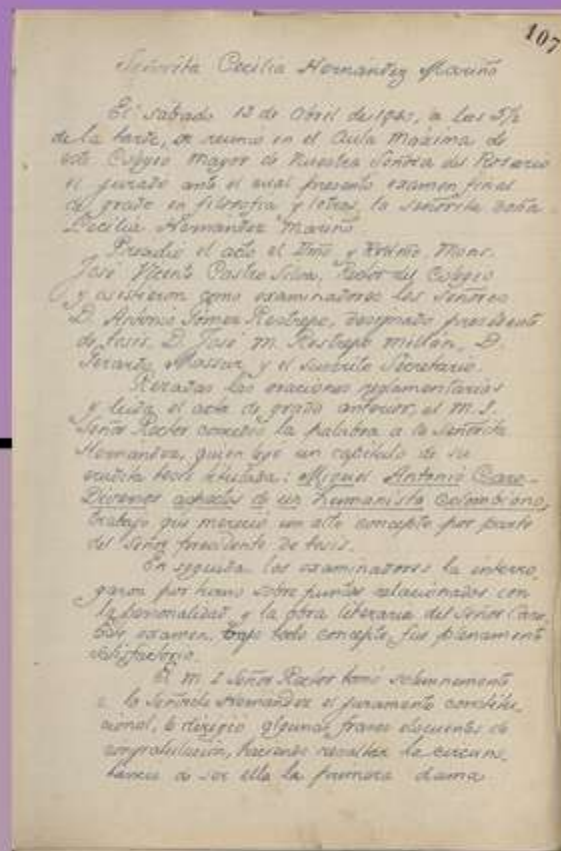 107
Señorita Cecilia Hernández Mariño
El sábado 12 de Abril de 19, a las 5½
de la tarde, se reunió en el Aula Máxima de
este Colegio Mayor de Nuestra Señora del Rosario
el jurado ante el cual presentó examen final
de grado en filosofía y letras, la señorita doña
Cecilia Hernández Mariño.
Presidió el acto el Ilmo. y Rvdmo. Mons.
José Vicente Castro Silva, Rector del Colegio
y asistieron como examinadores los Señores
D. Antonio Gómez Restrepo, designado presidente
de tesis, D. José M. Restrepo Millán, D.
Gerardo y el suscrito Secretario.
Rezadas las oraciones reglamentarias
y leída el acta de grado anterior, el M. I.
Señor Rector concedió la palabra a la Señorita
Hernández, quien leyó un capítulo de su
erudita tesis titulada: Miguel Antonio Caro-
Diversos aspectos de un humanista Colombiano,
trabajo que mereció un alto concepto por parte
del Señor presidente de tesis.
En seguida los examinadores la interro-
garon por turno sobre puntos relacionados con
la personalidad y la obra literaria del Señor Caro.
examen, bajo todo concepto, fue plenamente
satisfactorio.
El M. I. Señor Rector tomó solemnemente
a la Señorita Hernández el juramento constitu-
cional, le dirigió algunas frases elocuentes de
congratulación, haciendo resaltar la circuns-
tancia de ser ella la primera dama